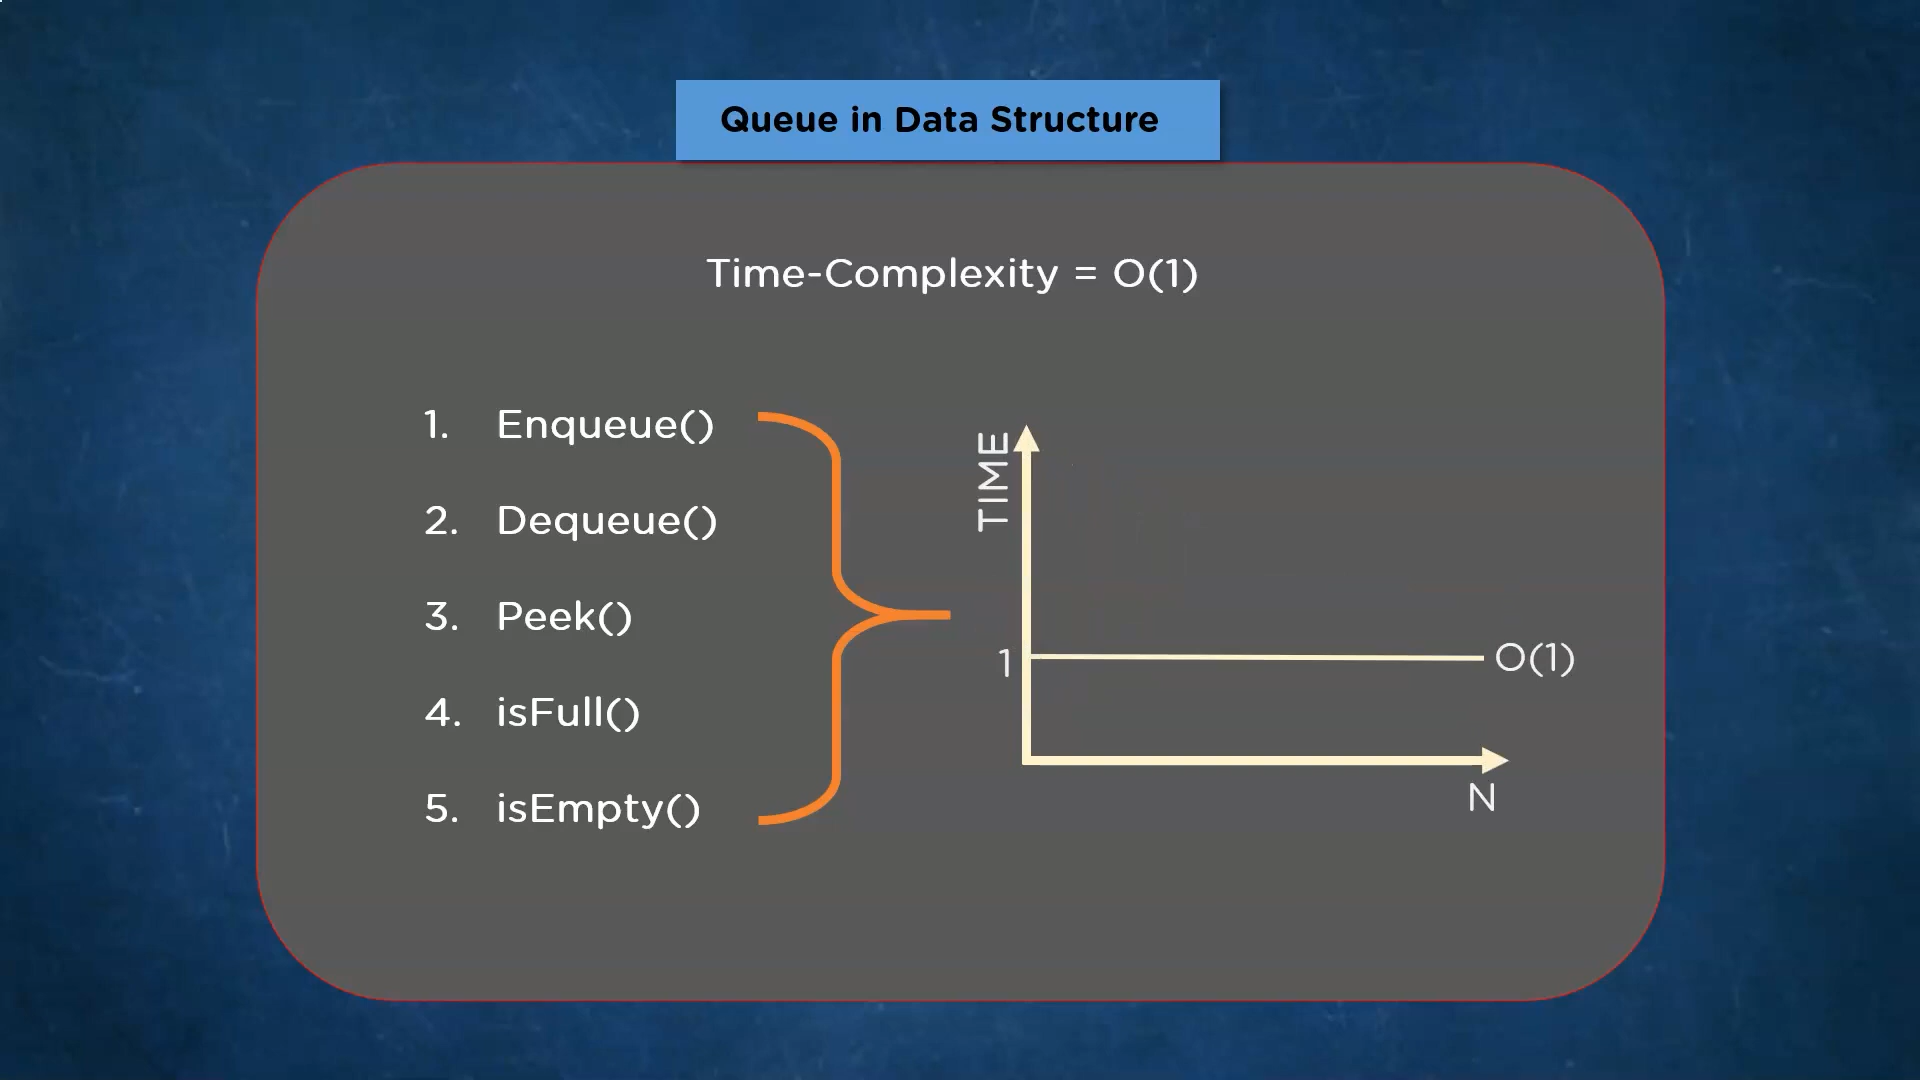 Queue in Data Structure
Time-Complexity = O(1)
1. Enqueue()
2. Dequeue()
3. Peek()
4. isFull()
5. isEmpty()
TIME
1
O(1)
N